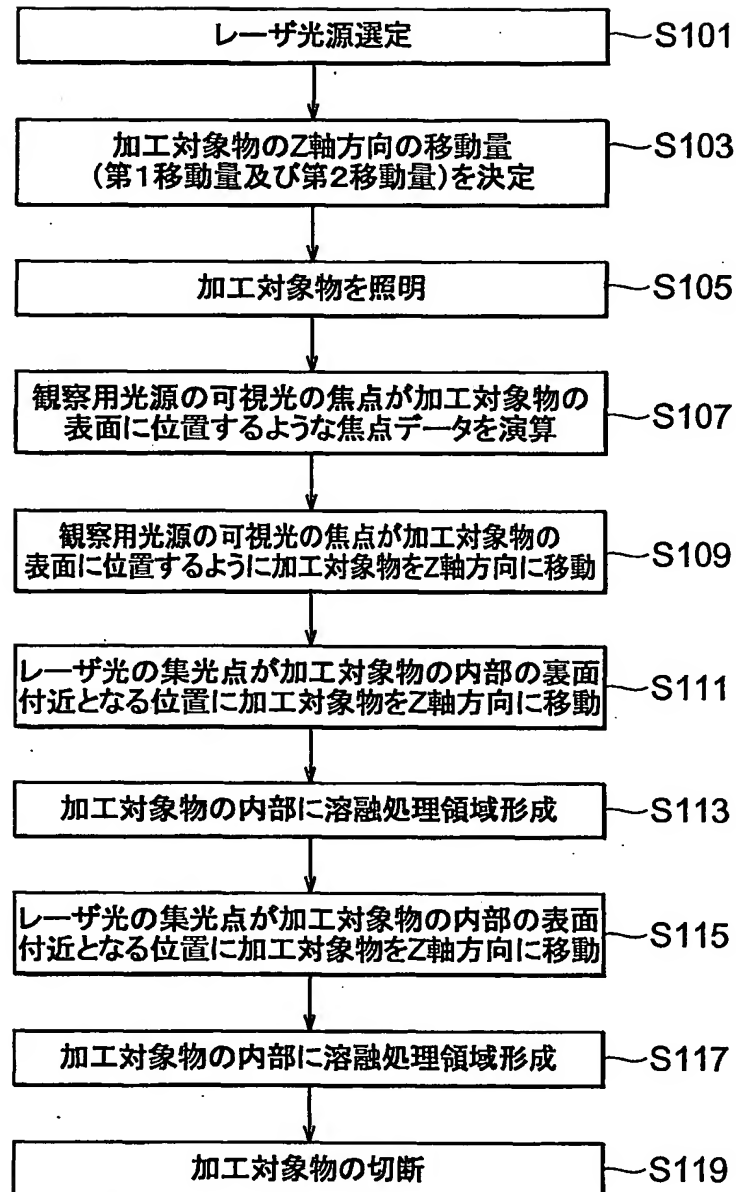 レーザ光源選定
S101
加工対象物のZ軸方向の移動量
(第1移動量及び第2移動量)を決定
S103
加工対象物を照明
S105
観察用光源の可視光の焦点が加工対象物の
表面に位置するような焦点データを演算
S107
観察用光源の可視光の焦点が加工対象物の
表面に位置するように加工対象物をZ軸方向に移動
S109
レーザ光の集光点が加工対象物の内部の裏面
付近となる位置に加工対象物をZ軸方向に移動
S111
加工対象物の内部に溶融処理領域形成
S113
レーザ光の集光点が加工対象物の内部の表面
付近となる位置に加工対象物をZ軸方向に移動
S115
加工対象物の内部に溶融処理領域形成
S117
加工対象物の切断
S119